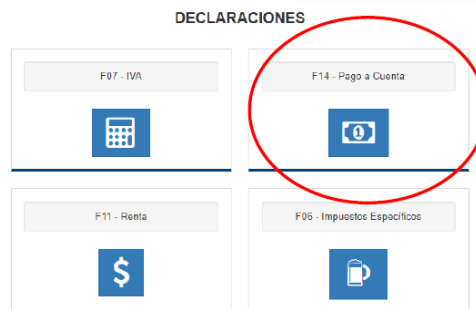 DECLARACIONES
F07 - IVA
F14 - Pago a Cuenta
F11 - Renta
F06 - Impuestos Específicos